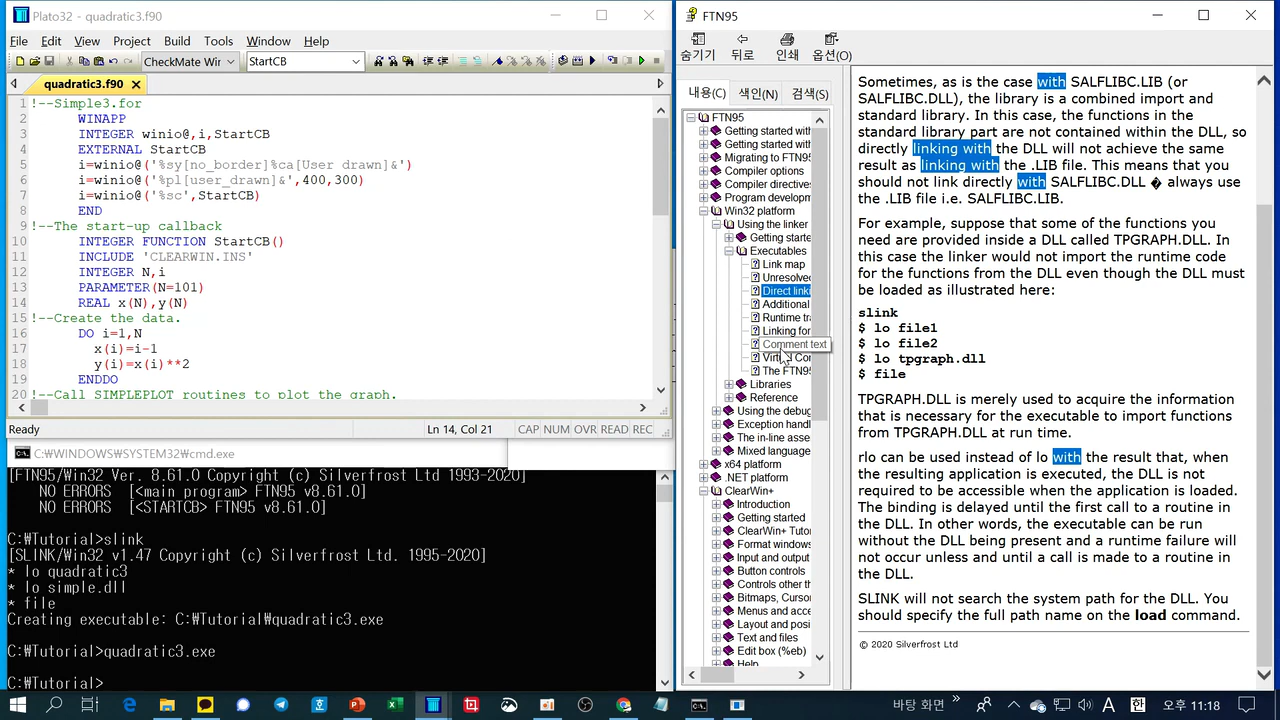 Plato32 - quadratic3.f90
File Edit View Project Build Tools Window Help
CheckMate Wir StartCB
quadratic3.f90
1 !--Simple3.for
2 WINAPP
3 INTEGER winio@,i,StartCB
4 EXTERNAL StartCB
5 i=winio@('%sy[no_border]%ca[User drawn]&')
6 i=winio@('%pl[user_drawn]&',400,300)
7 i=winio@('%sc',StartCB)
8 END
9 !--The start-up callback
10 INTEGER FUNCTION StartCB()
11 INCLUDE 'CLEARWIN.INS'
12 INTEGER N,i
13 PARAMETER(N=101)
14 REAL x(N),y(N)
15 !--Create the data.
16 DO i=1,N
17 x(i)=i-1
18 y(i)=x(i)**2
19 ENDDO
20 !--Call SIMPLEPLOT routines to plot the graph.
Ready Ln 14, Col 21 CAP NUM OVR READ REC
C:₩WINDOWS₩SYSTEM32₩cmd.exe
[FTN95/Win32 Ver. 8.61.0 Copyright (c) Silverfrost Ltd 1993-2020]
NO ERRORS [<main program> FTN95 v8.61.0]
NO ERRORS [<STARTCB> FTN95 v8.61.0]
C:₩Tutorial>slink
[SLINK/Win32 v1.47 Copyright (c) Silverfrost Ltd. 1995-2020]
* lo quadratic3
* lo simple.dll
* file
Creating executable: C:₩Tutorial₩quadratic3.exe
C:₩Tutorial>quadratic3.exe
C:₩Tutorial>
FTN95
숨기기 뒤로 인쇄 옵션(O)
내용(C) 색인(N) 검색(S)
FTN95
Getting started with
Getting started with
Migrating to FTN95
Compiler options
Compiler directives
Program developm
Win32 platform
Using the linker
Getting starte
Executables
Link map
Unresolved
Direct linki
Additional
Runtime tra
Linking for
Comment text
Virtual Cor
The FTN95
Libraries
Reference
Using the debug
Exception handl
The in-line asse
Mixed language
x64 platform
.NET platform
ClearWin+
Introduction
Getting started
ClearWin+ Tuto
Format windows
Input and output
Button controls
Controls other th
Bitmaps, Cursor
Menus and acce
Layout and posi
Text and files
Edit box (%eb)
Help
Sometimes, as is the case with SALFLIBC.LIB (or
SALFLIBC.DLL), the library is a combined import and
standard library. In this case, the functions in the
standard library part are not contained within the DLL, so
directly linking with the DLL will not achieve the same
result as linking with the .LIB file. This means that you
should not link directly with SALFLIBC.DLL � always use
the .LIB file i.e. SALFLIBC.LIB.
For example, suppose that some of the functions you
need are provided inside a DLL called TPGRAPH.DLL. In
this case the linker would not import the runtime code
for the functions from the DLL even though the DLL must
be loaded as illustrated here:
slink
$ lo file1
$ lo file2
$ lo tpgraph.dll
$ file
TPGRAPH.DLL is merely used to acquire the information
that is necessary for the executable to import functions
from TPGRAPH.DLL at run time.
rlo can be used instead of lo with the result that, when
the resulting application is executed, the DLL is not
required to be accessible when the application is loaded.
The binding is delayed until the first call to a routine in
the DLL. In other words, the executable can be run
without the DLL being present and a runtime failure will
not occur unless and until a call is made to a routine in
the DLL.
SLINK will not search the system path for the DLL. You
should specify the full path name on the load command.
© 2020 Silverfrost Ltd
바탕 화면 A 한 오후 11:18